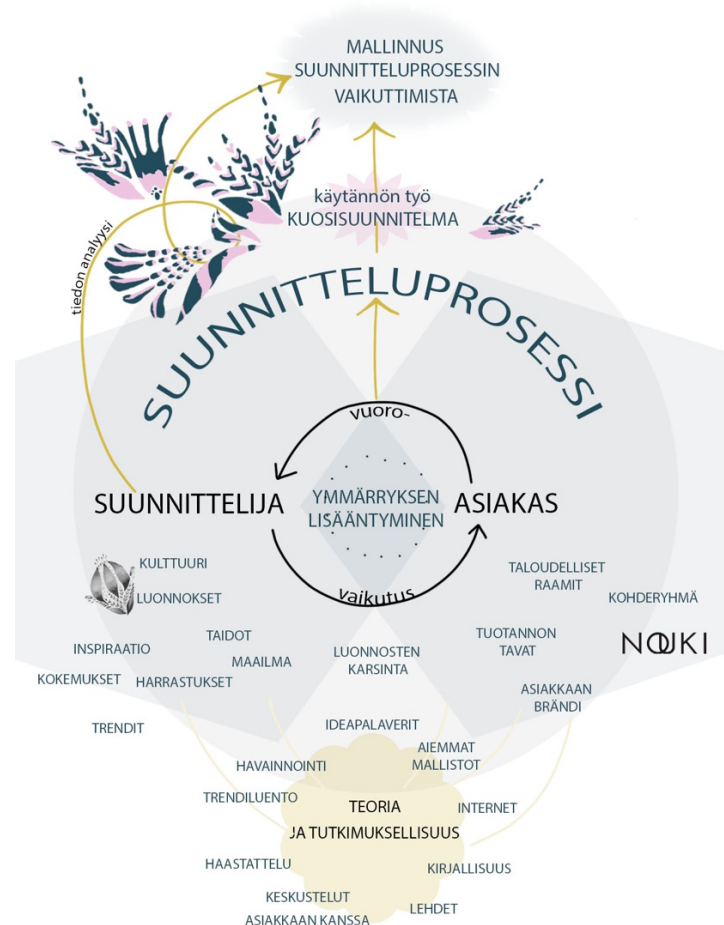 MALLINNUS
SUUNNITTELUPROSESSIN
VAIKUTTIMISTA
käytännön työ
KUOSISUUNNITELMA
tiedon analyysi
SUUNNITTELUPROSESSI
vuoro-
SUUNNITTELIJA
YMMÄRRYKSEN
LISÄÄNTYMINEN
ASIAKAS
vaikutus
KULTTUURI
LUONNOKSET
TALOUDELLISET
RAAMIT
KOHDERYHMÄ
INSPIRAATIO
TAIDOT
MAAILMA
KOKEMUKSET
HARRASTUKSET
TRENDIT
LUONNOSTEN
KARSINTA
TUOTANNON
TAVAT
NOUKI
ASIAKKAAN
BRÄNDI
IDEAPALAVERIT
AIEMMAT
MALLISTOT
HAVAINNOINTI
TRENDILUENTO
TEORIA
JA TUTKIMUKSELLISUUS
INTERNET
HAASTATTELU
KIRJALLISUUS
KESKUSTELUT
ASIAKKAAN KANSSA
LEHDET